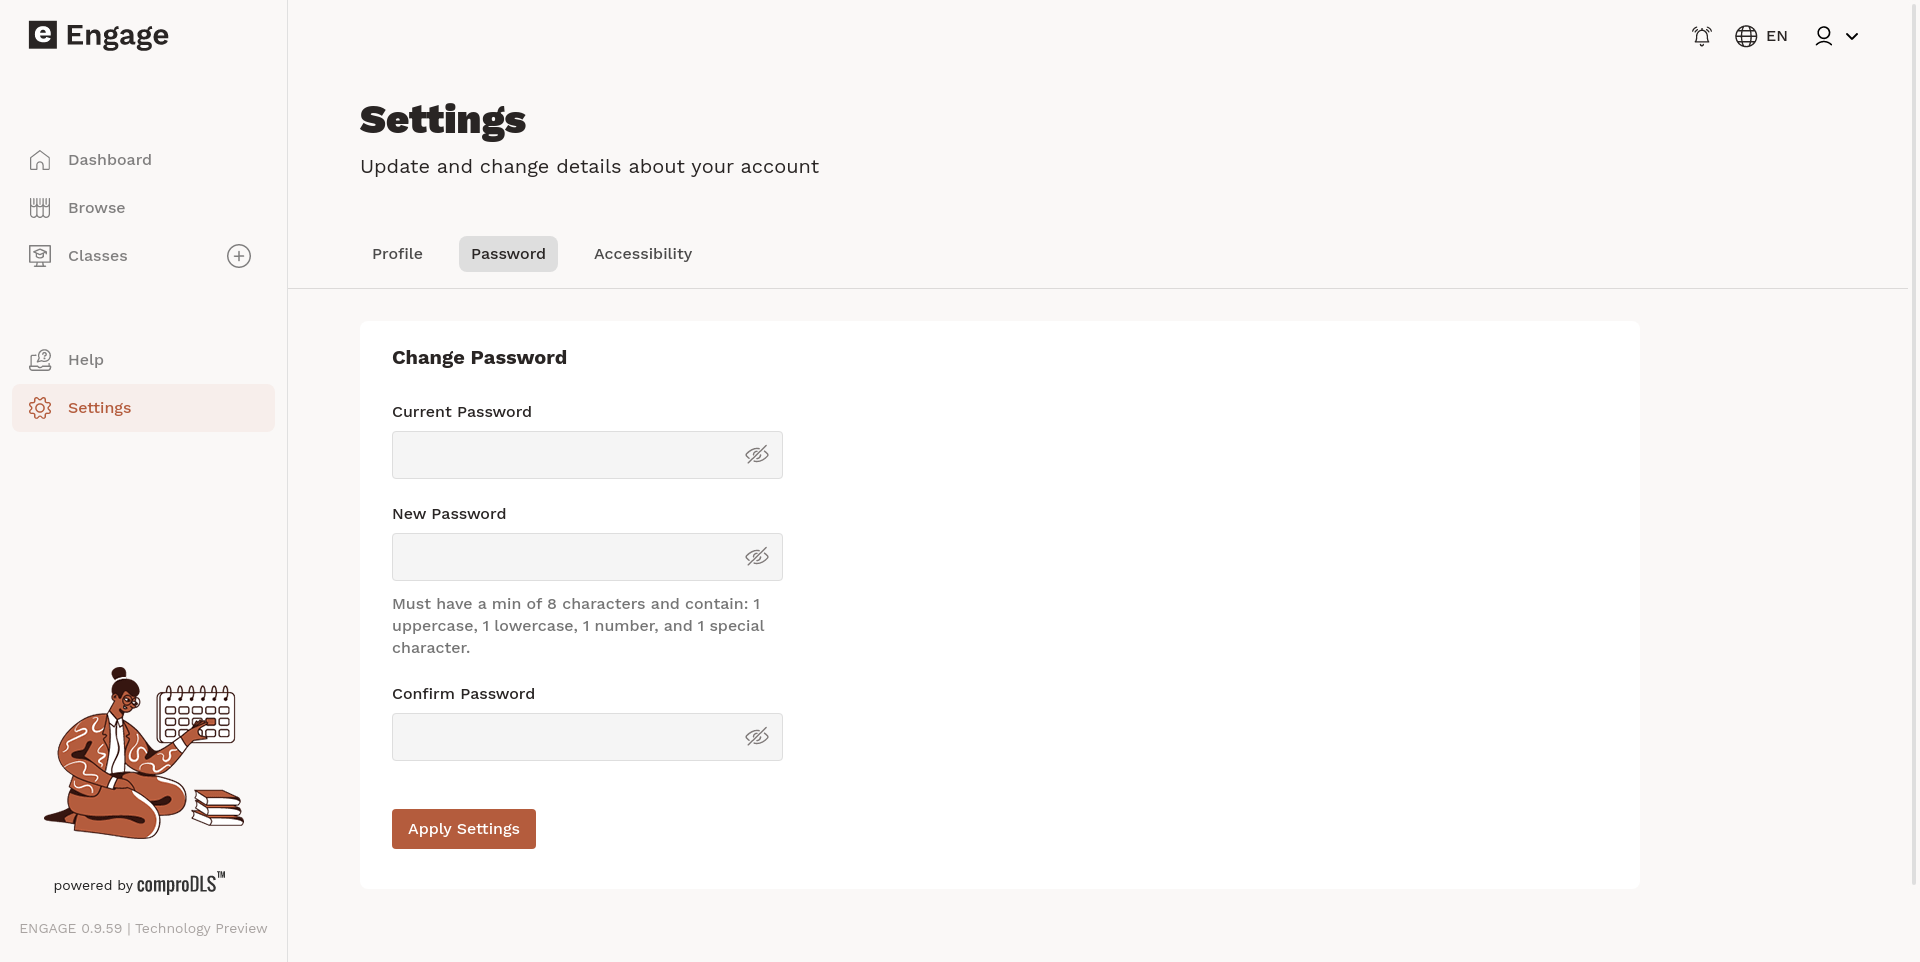 e Engage
EN
Dashboard
Browse
Classes
Help
Settings
powered by comproDLS™
ENGAGE 0.9.59 | Technology Preview
Settings
Update and change details about your account
Profile
Password
Accessibility
Change Password
Current Password
New Password
Must have a min of 8 characters and contain: 1
uppercase, 1 lowercase, 1 number, and 1 special
character.
Confirm Password
Apply Settings